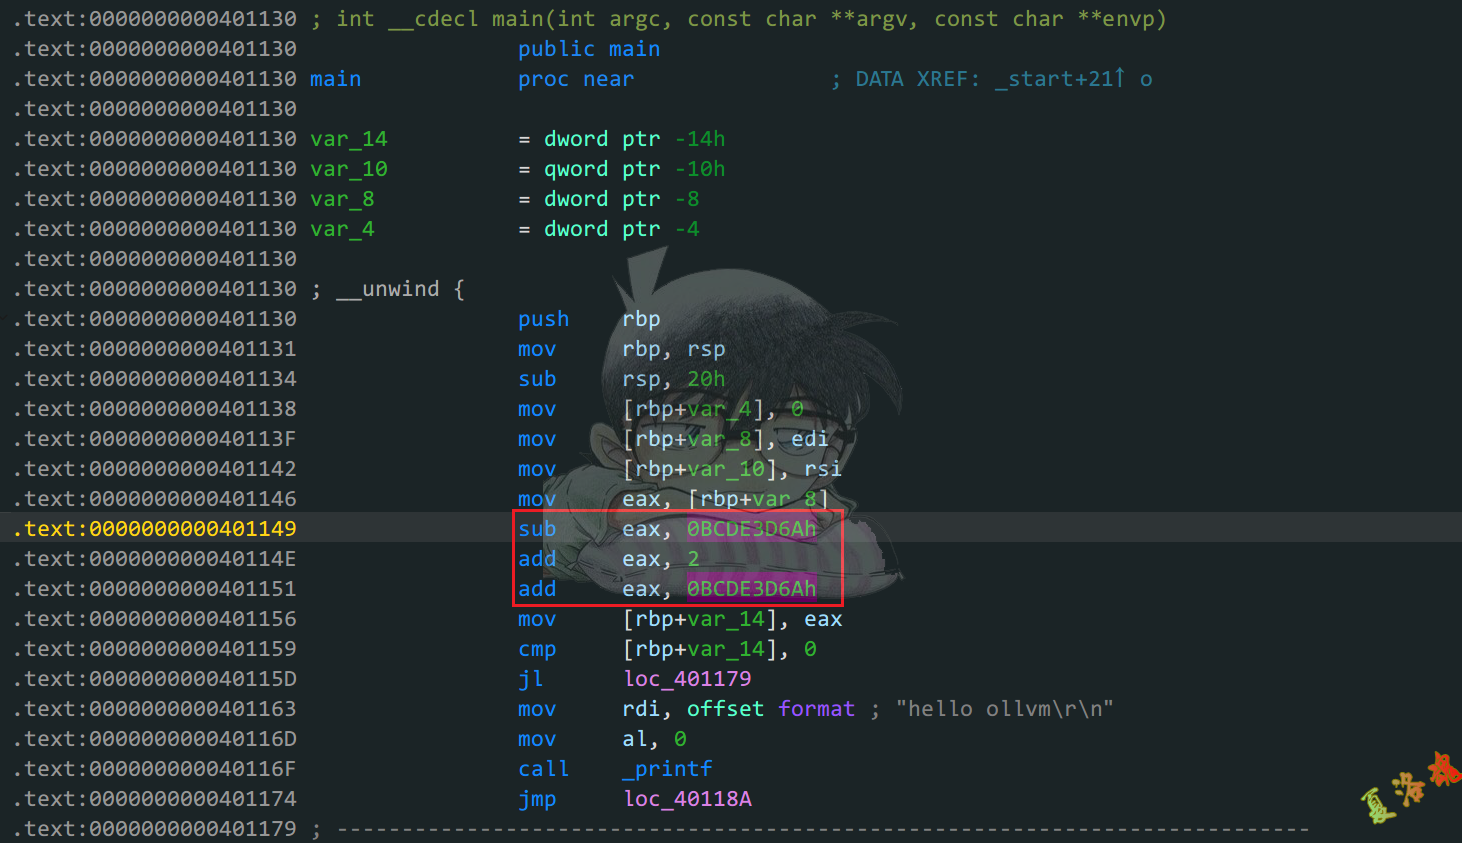 .text:0000000000401130 ; int __cdecl main(int argc, const char **argv, const char **envp)
.text:0000000000401130 public main
.text:0000000000401130 main proc near ; DATA XREF: _start+21↑ o
.text:0000000000401130
.text:0000000000401130 var_14 = dword ptr -14h
.text:0000000000401130 var_10 = qword ptr -10h
.text:0000000000401130 var_8 = dword ptr -8
.text:0000000000401130 var_4 = dword ptr -4
.text:0000000000401130
.text:0000000000401130 ; __unwind {
.text:0000000000401130 push rbp
.text:0000000000401131 mov rbp, rsp
.text:0000000000401134 sub rsp, 20h
.text:0000000000401138 mov [rbp+var_4], 0
.text:000000000040113F mov [rbp+var_8], edi
.text:0000000000401142 mov [rbp+var_10], rsi
.text:0000000000401146 mov eax, [rbp+var_8]
.text:0000000000401149 sub eax, 0BCDE3D6Ah
.text:000000000040114E add eax, 2
.text:0000000000401151 add eax, 0BCDE3D6Ah
.text:0000000000401156 mov [rbp+var_14], eax
.text:0000000000401159 cmp [rbp+var_14], 0
.text:000000000040115D jl loc_401179
.text:0000000000401163 mov rdi, offset format ; "hello ollvm\r\n"
.text:000000000040116D mov al, 0
.text:000000000040116F call _printf
.text:0000000000401174 jmp loc_40118A
.text:0000000000401179 ; ---------------------------------------------------------------------------
夏洛